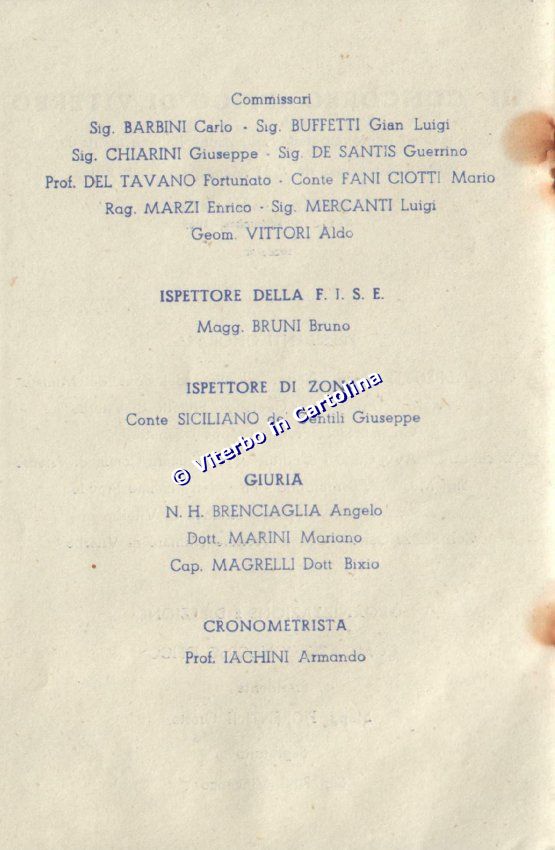 Commissari
Sig. BARBINI Carlo - Sig. BUFFETTI Gian Luigi
Sig. CHIARINI Giuseppe - Sig. DE SANTIS Guerrino
Prof. DEL TAVANO Fortunato - Conte FANI CIOTTI Mario
Rag. MARZI Enrico - Sig. MERCANTI Luigi
Geom. VITTORI Aldo
ISPETTORE DELLA F. I. S. E.
Magg. BRUNI Bruno
ISPETTORE DI ZONA
Conte SICILIANO de' Gentili Giuseppe
© Viterbo in Cartolina
GIURIA
N. H. BRENCIAGLIA Angelo
Dott. MARINI Mariano
Cap. MAGRELLI Dott Bixio
CRONOMETRISTA
Prof. IACHINI Armando